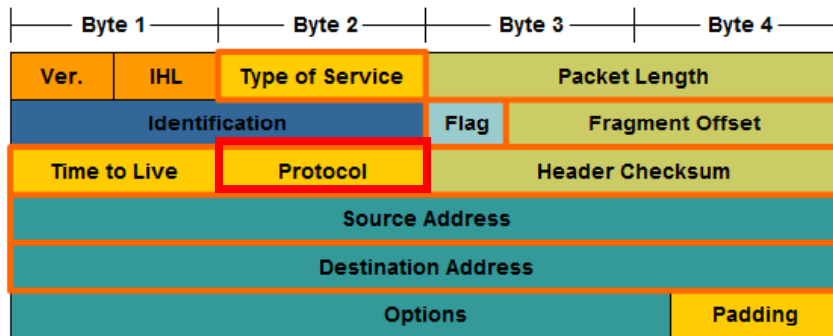 Byte 1 Byte 2 Byte 3 Byte 4
Ver. IHL Type of Service Packet Length
Identification Flag Fragment Offset
Time to Live Protocol Header Checksum
Source Address
Destination Address
Options Padding